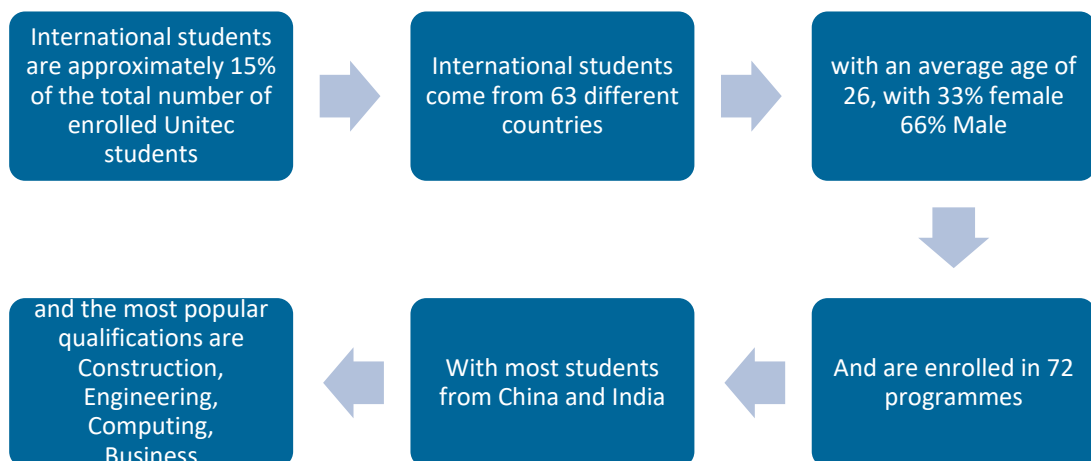 International students
are approximately 15%
of the total number of
enrolled Unitec
students
International students
come from 63 different
countries
with an average age of
26, with 33% female
66% Male
And are enrolled in 72
programmes
With most students
from China and India
and the most popular
qualifications are
Construction,
Engineering,
Computing,
Business